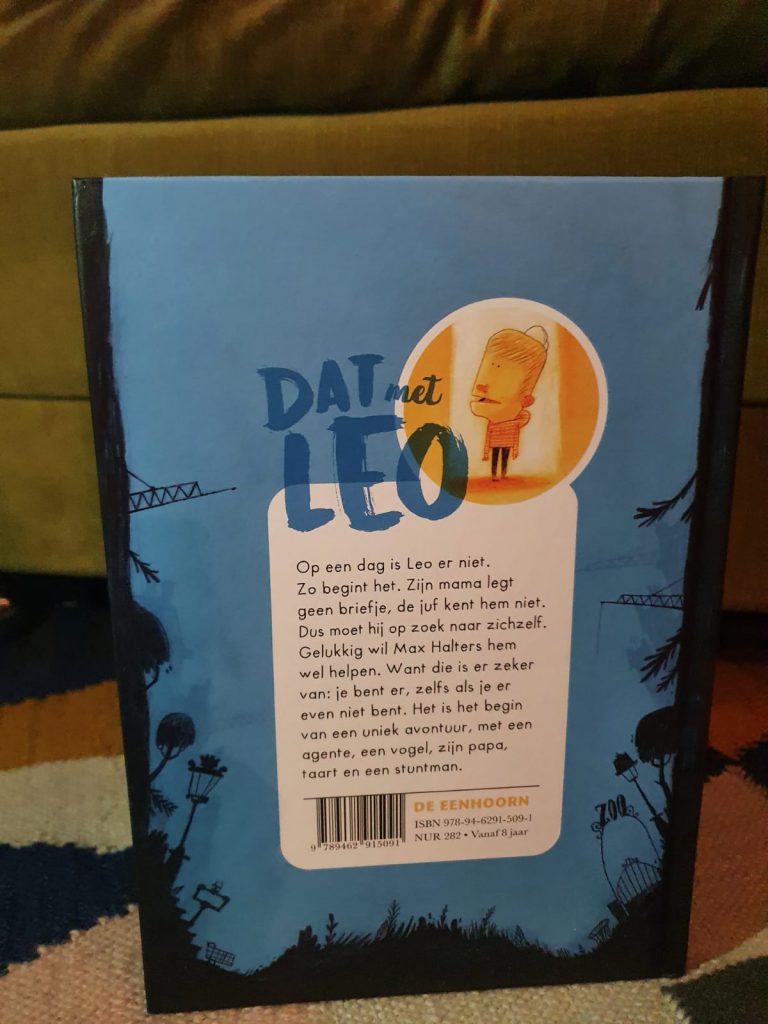 DAT met
LEO
Op een dag is Leo er niet.
Zo begint het. Zijn mama legt
geen briefje, de juf kent hem niet.
Dus moet hij op zoek naar zichzelf.
Gelukkig wil Max Halters hem
wel helpen. Want die is er zeker
van: je bent er, zelfs als je er
even niet bent. Het is het begin
van een uniek avontuur, met een
agente, een vogel, zijn papa,
taart en een stuntman.
DE EENHOORN
ISBN 978-94-6291-509-1
NUR 282 • Vanaf 8 jaar
9 789462 915091
ZOO